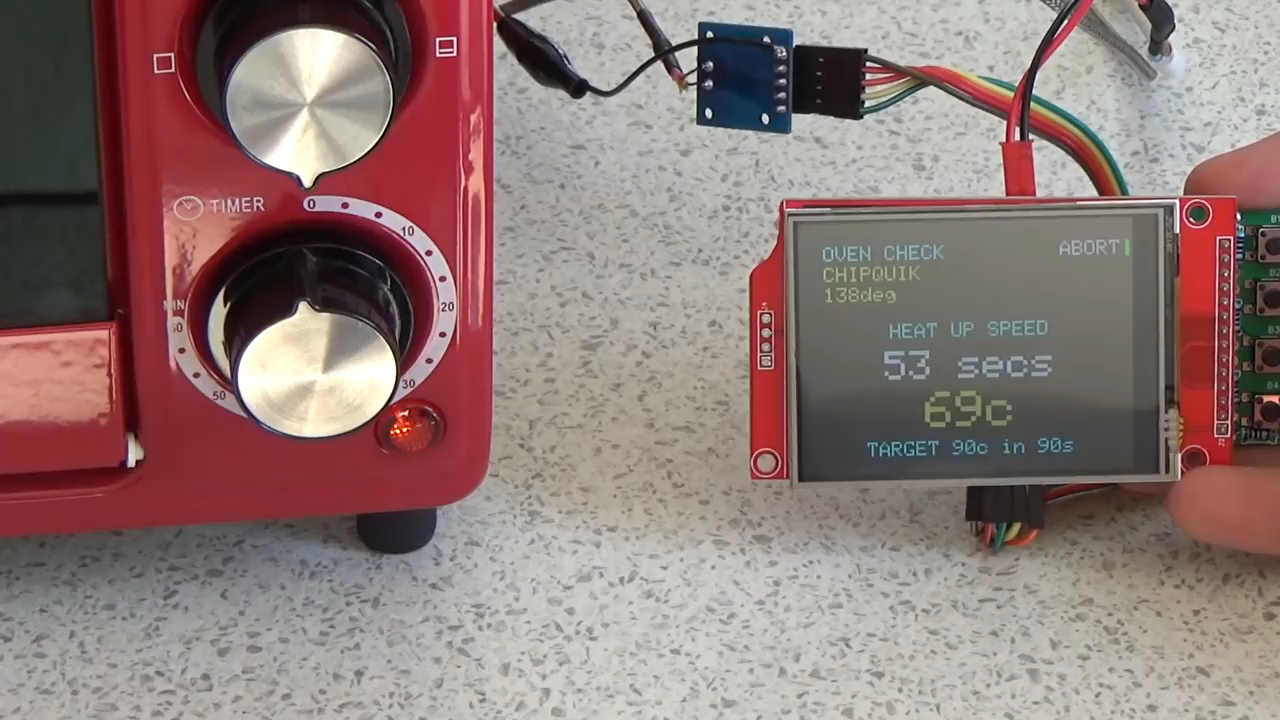 TIMER
0
10
20
30
50
60
MIN
OVEN CHECK
ABORT
CHIPQUIK
138deg
HEAT UP SPEED
53 secs
69c
TARGET 90c in 90s